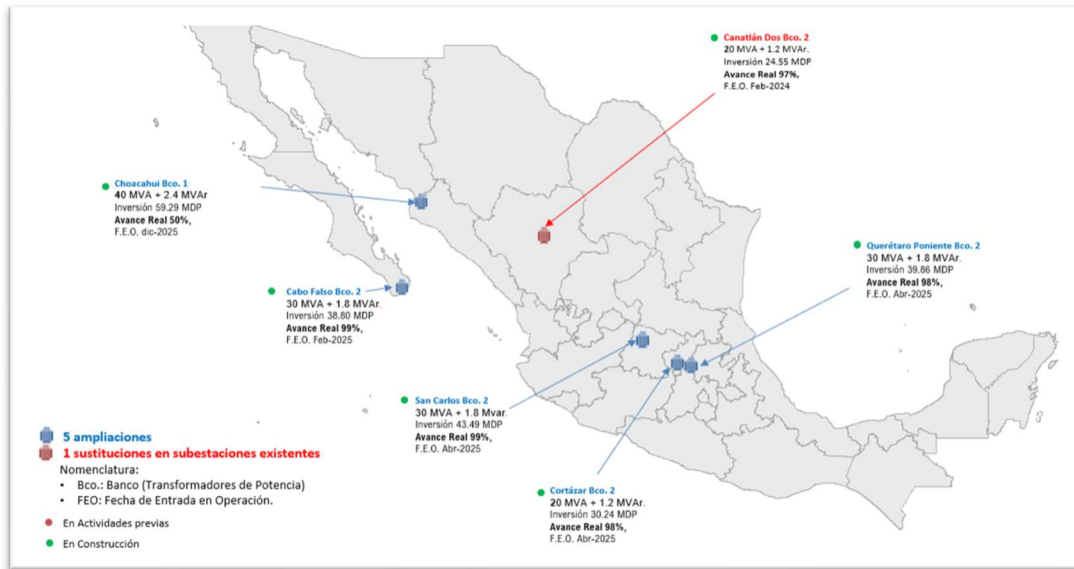 Canatlán Dos Bco. 2
20 MVA + 1.2 MVAr.
Inversión 24.55 MDP
Avance Real 97%,
F.E.O. Feb-2024
Choacahui Bco. 1
40 MVA + 2.4 MVAr
Inversión 59.29 MDP
Avance Real 50%,
F.E.O. dic-2025
Querétaro Poniente Bco. 2
30 MVA + 1.8 MVAr.
Inversión 39.86 MDP
Avance Real 98%,
F.E.O. Abr-2025
Cabo Falso Bco. 2
30 MVA + 1.8 MVAr.
Inversión 38.80 MDP
Avance Real 99%,
F.E.O. Feb-2025
San Carlos Bco. 2
30 MVA + 1.8 Mvar.
Inversión 43.49 MDP
Avance Real 99%,
F.E.O. Abr-2025
Cortázar Bco. 2
20 MVA + 1.2 MVAr.
Inversión 30.24 MDP
Avance Real 98%,
F.E.O. Abr-2025
5 ampliaciones
1 sustituciones en subestaciones existentes
Nomenclatura:
• Bco.: Banco (Transformadores de Potencia)
• FEO: Fecha de Entrada en Operación.
En Actividades previas
En Construcción